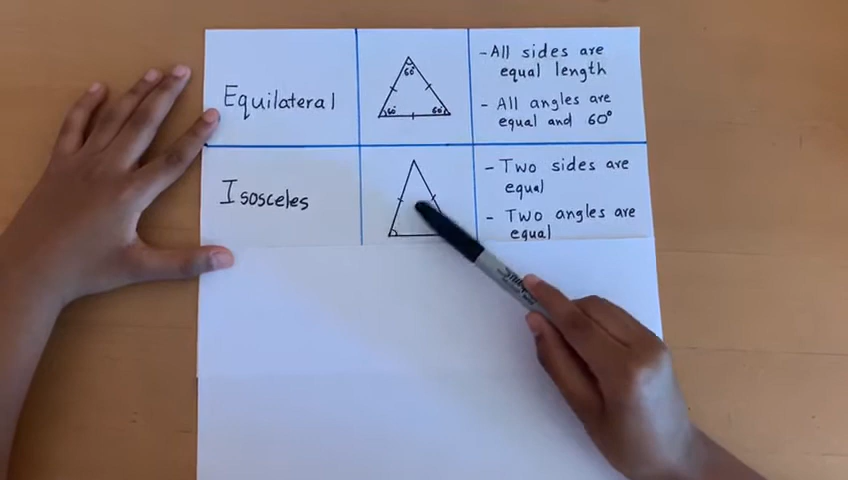 Equilateral
60°
60°
60°
- All sides are
equal length
- All angles are
equal and 60°
Isosceles
- Two sides are
equal
- Two angles are
equal